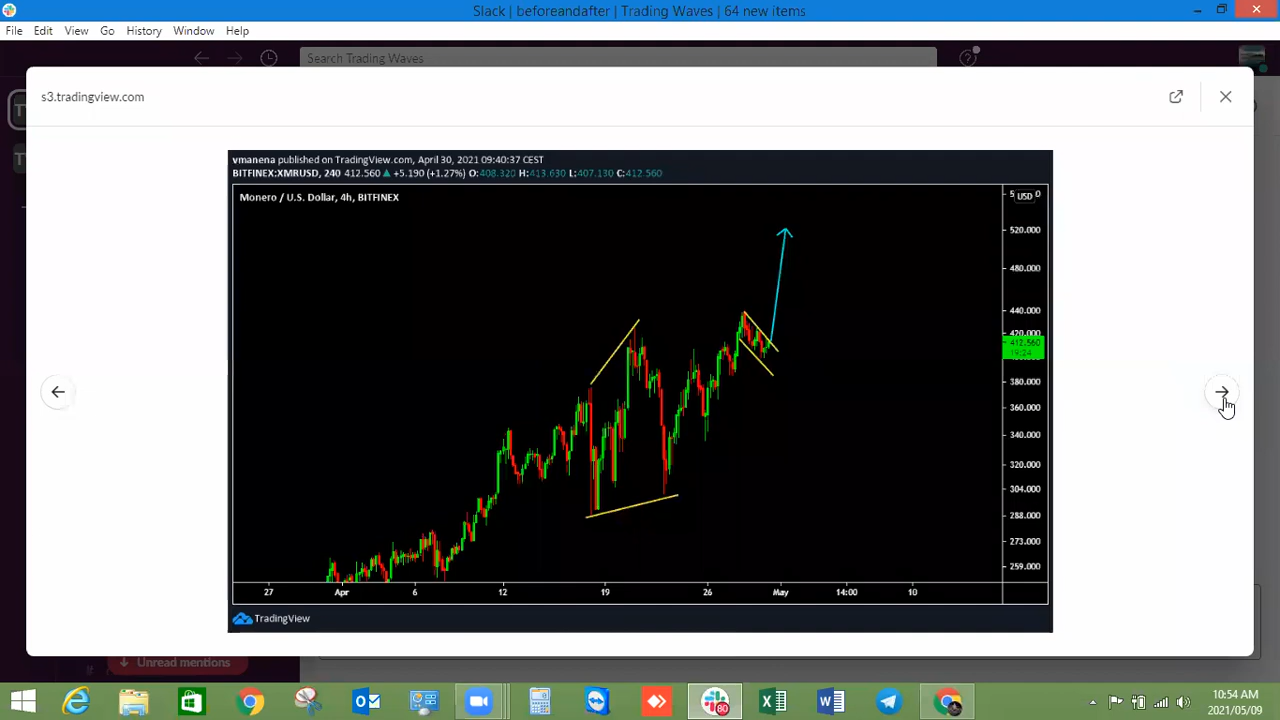 Slack | beforeandafter | Trading Waves | 64 new items
File Edit View Go History Window Help
Search Trading Waves
s3.tradingview.com
vmanena published on TradingView.com, April 30, 2021 09:40:37 CEST
BITFINEX:XMRUSD, 240 412.560 ▲ +5.190 (+1.27%) O:408.320 H:413.630 L:407.130 C:412.560
Monero / U.S. Dollar, 4h, BITFINEX
USD
520.000
480.000
440.000
420.000
412.560
19:24
380.000
360.000
340.000
320.000
304.000
288.000
273.000
259.000
27 Apr 6 12 19 26 May 14:00 10
TradingView
Unread mentions
80
10:54 AM
2021/05/09